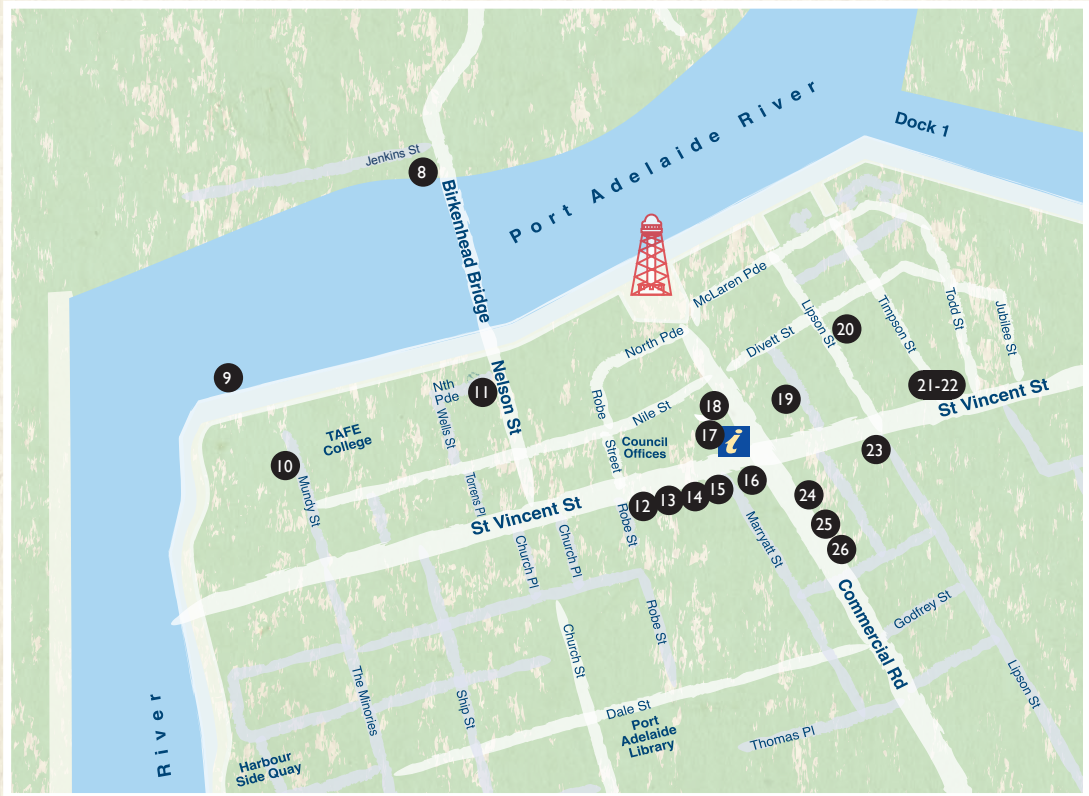 Port Adelaide River
Dock 1
Jenkins St
8
Birkenhead Bridge
McLaren Pde
Lipson St
20
Timpson St
Todd St
Jubilee St
North Pde
Divett St
9
Nth
Pde
11
Nelson St
Wells St
Robe
Street
Nile St
18
19
21-22
St Vincent St
TAFE
College
Council
Offices
17
i
23
10
Mundy St
Torrens Pl
St Vincent St
12
13
14
15
16
24
25
26
Robe St
Marryatt St
Church Pl
Church Pl
Commercial Rd
Godfrey St
Robe St
Church St
The Minories
Ship St
Lipson St
Dale St
Port
Adelaide
Library
Thomas Pl
River
Harbour
Side Quay